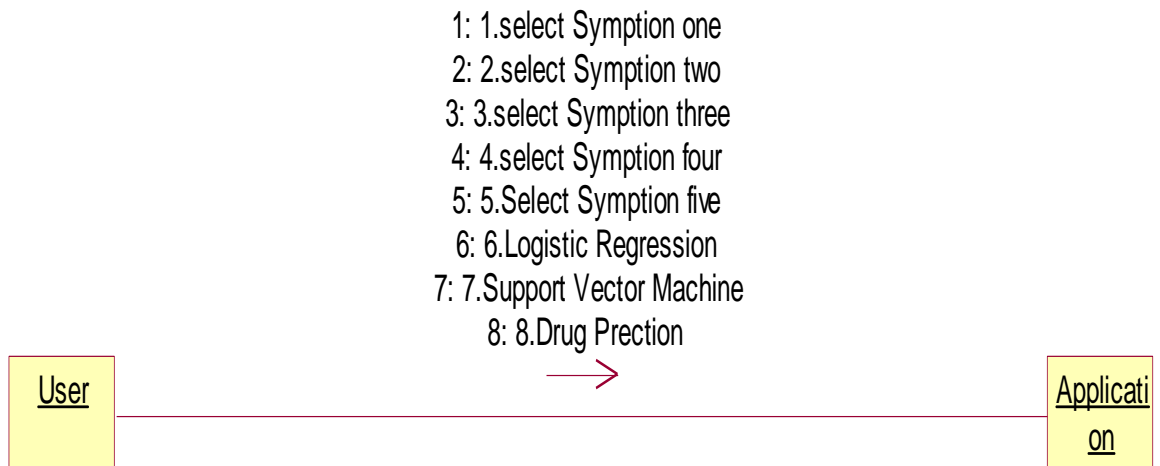 1: 1.select Symption one
2: 2.select Symption two
3: 3.select Symption three
4: 4.select Symption four
5: 5.Select Symption five
6: 6.Logistic Regression
7: 7.Support Vector Machine
8: 8.Drug Prection
User
Applicati
on